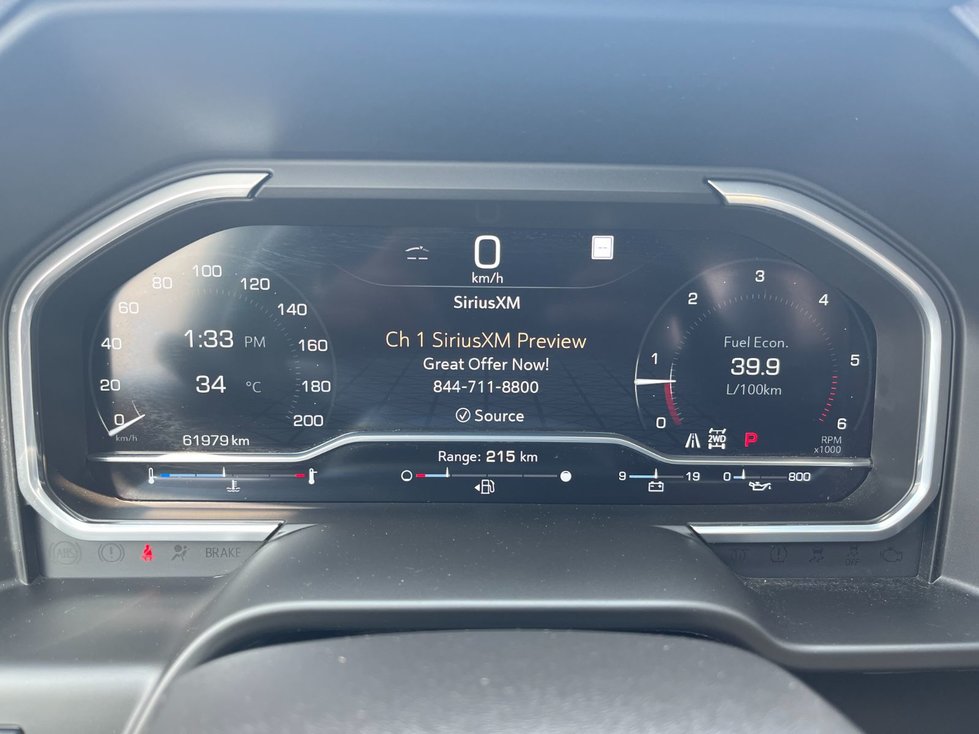 0
km/h
SiriusXM
Ch 1 SiriusXM Preview
Great Offer Now!
844-711-8800
Source
0
20
40
60
80
100
120
140
160
180
200
km/h
1:33 PM
34 °C
61979 km
0
1
2
3
4
5
6
Fuel Econ.
39.9
L/100km
2WD
P
RPM
x1000
Range: 215 km
9
19
0
800
ABS
BRAKE
OFF